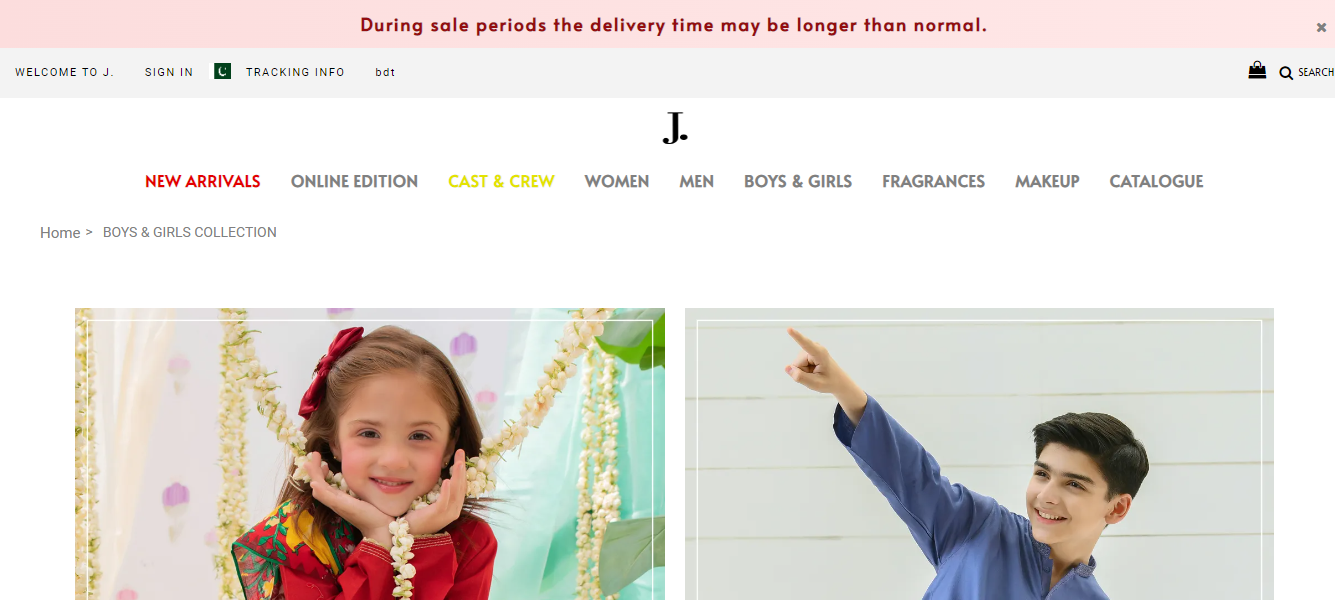 During sale periods the delivery time may be longer than normal.
×
WELCOME TO J. SIGN IN TRACKING INFO bdt SEARCH
J.
NEW ARRIVALS ONLINE EDITION CAST & CREW WOMEN MEN BOYS & GIRLS FRAGRANCES MAKEUP CATALOGUE
Home > BOYS & GIRLS COLLECTION